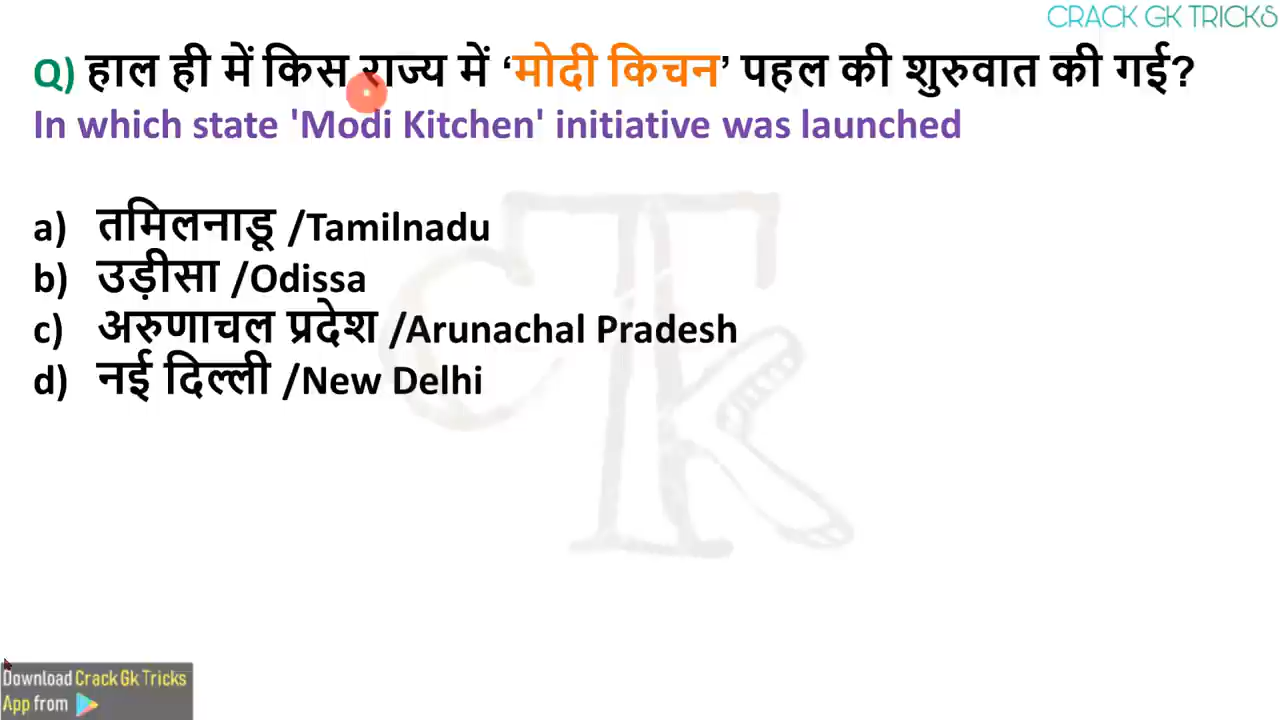 CRACK GK TRICKS
Q) हाल ही में किस राज्य में ‘मोदी किचन’ पहल की शुरुवात की गई?
In which state 'Modi Kitchen' initiative was launched
a) तमिलनाडू /Tamilnadu
b) उड़ीसा /Odissa
c) अरुणाचल प्रदेश /Arunachal Pradesh
d) नई दिल्ली /New Delhi
CTk
Download Crack Gk Tricks
App from